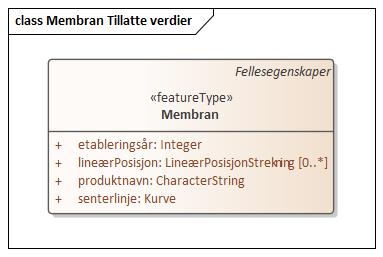 class Membran Tillatte verdier
Fellesegenskaper
«featureType»
Membran
+ etableringsår: Integer
+ lineærPosisjon: LineærPosisjonStrekning [0..*]
+ produktnavn: CharacterString
+ senterlinje: Kurve